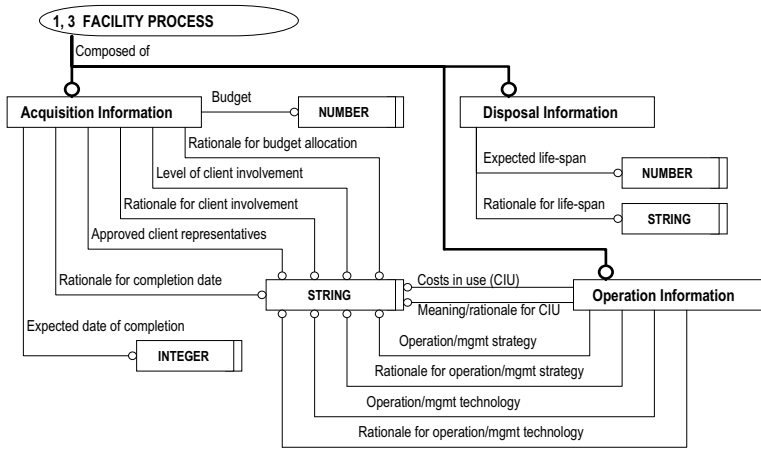 1, 3 FACILITY PROCESS
Composed of
Acquisition Information
Budget
NUMBER
Disposal Information
Rationale for budget allocation
Expected life-span
Level of client involvement
NUMBER
Rationale for client involvement
Rationale for life-span
STRING
Approved client representatives
Rationale for completion date
STRING
Costs in use (CIU)
Operation Information
Meaning/rationale for CIU
Expected date of completion
INTEGER
Operation/mgmt strategy
Rationale for operation/mgmt strategy
Operation/mgmt technology
Rationale for operation/mgmt technology